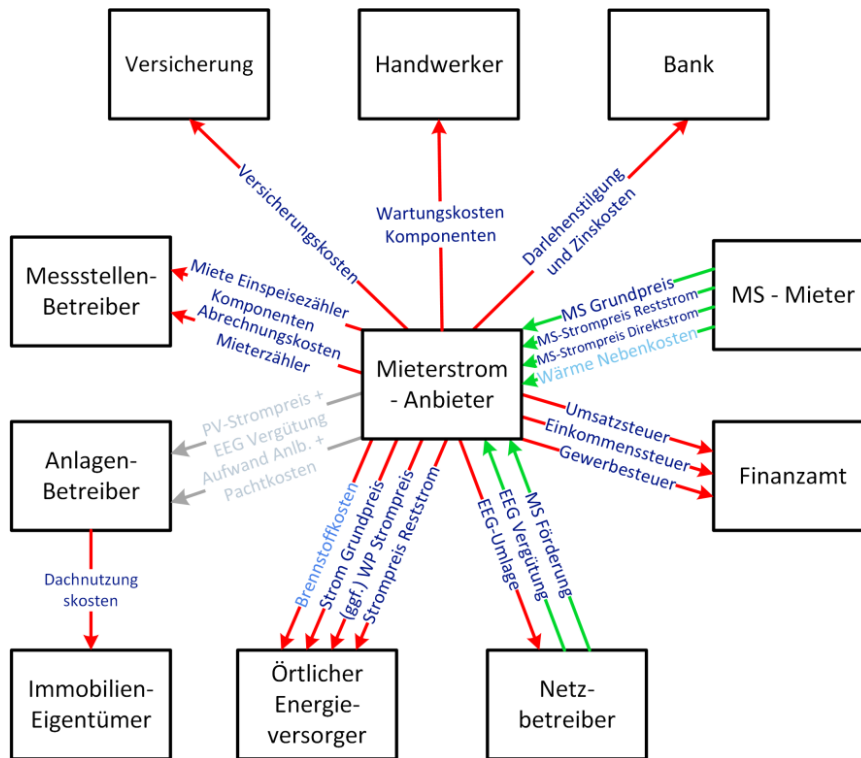 Versicherung
Handwerker
Bank
Versicherungskosten
Wartungskosten
Komponenten
Darlehenstilgung
und Zinskosten
Messstellen-
Betreiber
Miete Einspeisezähler
Komponenten
Abrechnungskosten
Mieterzähler
MS Grundpreis
MS-Strompreis Reststrom
MS-Strompreis Direktstrom
Wärme Nebenkosten
MS - Mieter
Mieterstrom
- Anbieter
PV-Strompreis +
EEG Vergütung
Aufwand Anlb. +
Pachtkosten
Umsatzsteuer
Einkommenssteuer
Gewerbesteuer
Anlagen-
Betreiber
Finanzamt
Brennstoffkosten
Strom Grundpreis
(ggf.) WP Strompreis
Strompreis Reststrom
EEG-Umlage
EEG Vergütung
MS Förderung
Dachnutzung
skosten
Immobilien-
Eigentümer
Örtlicher
Energie-
versorger
Netz-
betreiber